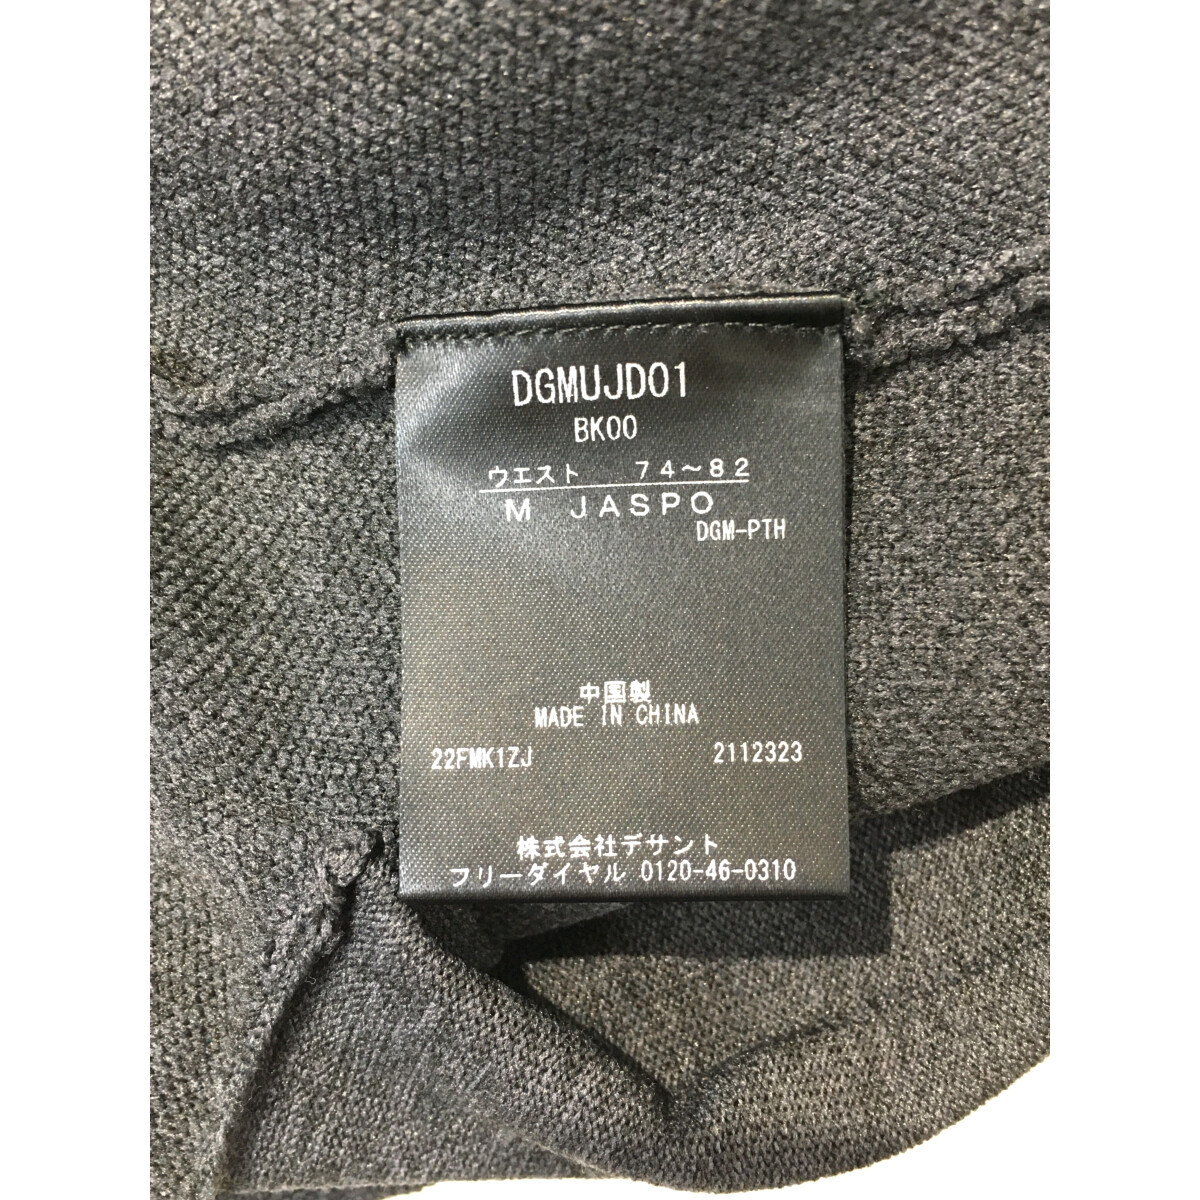 DGMUJD01
BK00
ウエスト 74～82
M JASPO
DGM-PTH
中国製
MADE IN CHINA
22FMK1ZJ 2112323
株式会社デサント
フリーダイヤル 0120-46-0310